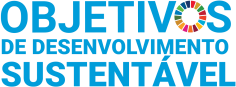 OBJETIVOS
DE DESENVOLVIMENTO
SUSTENTÁVEL